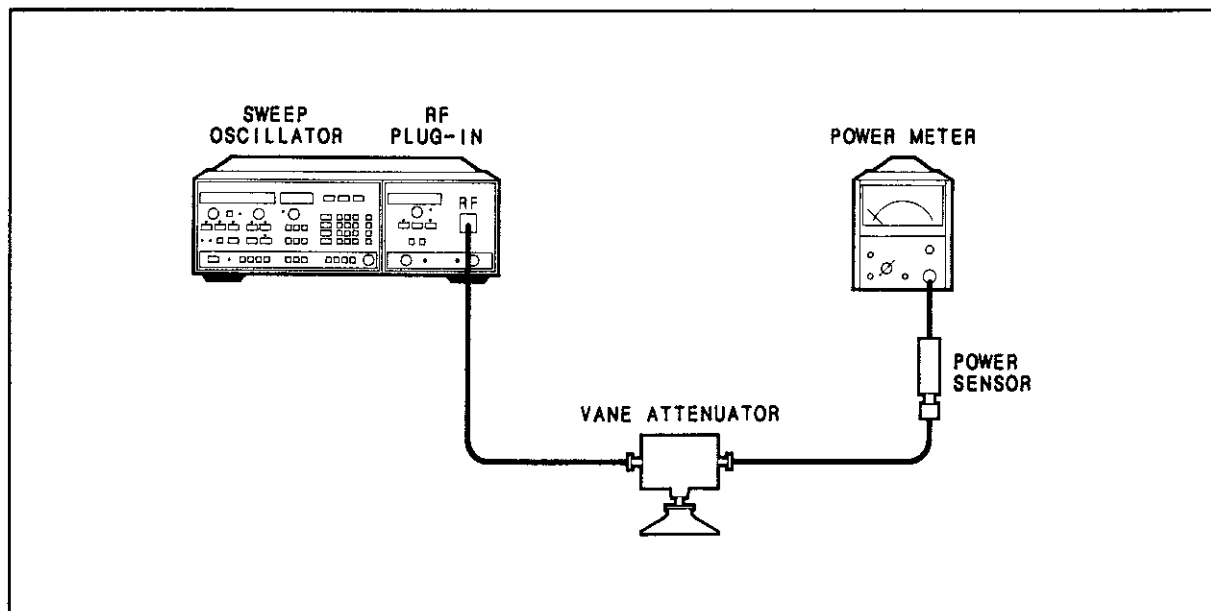 SWEEP
OSCILLATOR
RF
PLUG-IN
RF
POWER METER
POWER
SENSOR
VANE ATTENUATOR